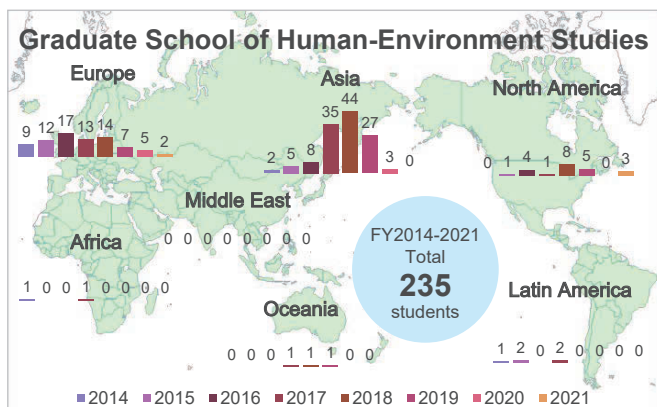 Graduate School of Human-Environment Studies
Europe
9 12 17 13 14 7 5 2
Asia
2 5 8 35 44 27 3 0
North America
0 1 4 1 8 5 0 3
Middle East
0 0 0 0 0 0 0 0
Africa
1 0 0 1 0 0 0 0
FY2014-2021
Total
235
students
Oceania
0 0 0 1 1 1 0 0
Latin America
1 2 0 2 0 0 0 0
2014 2015 2016 2017 2018 2019 2020 2021